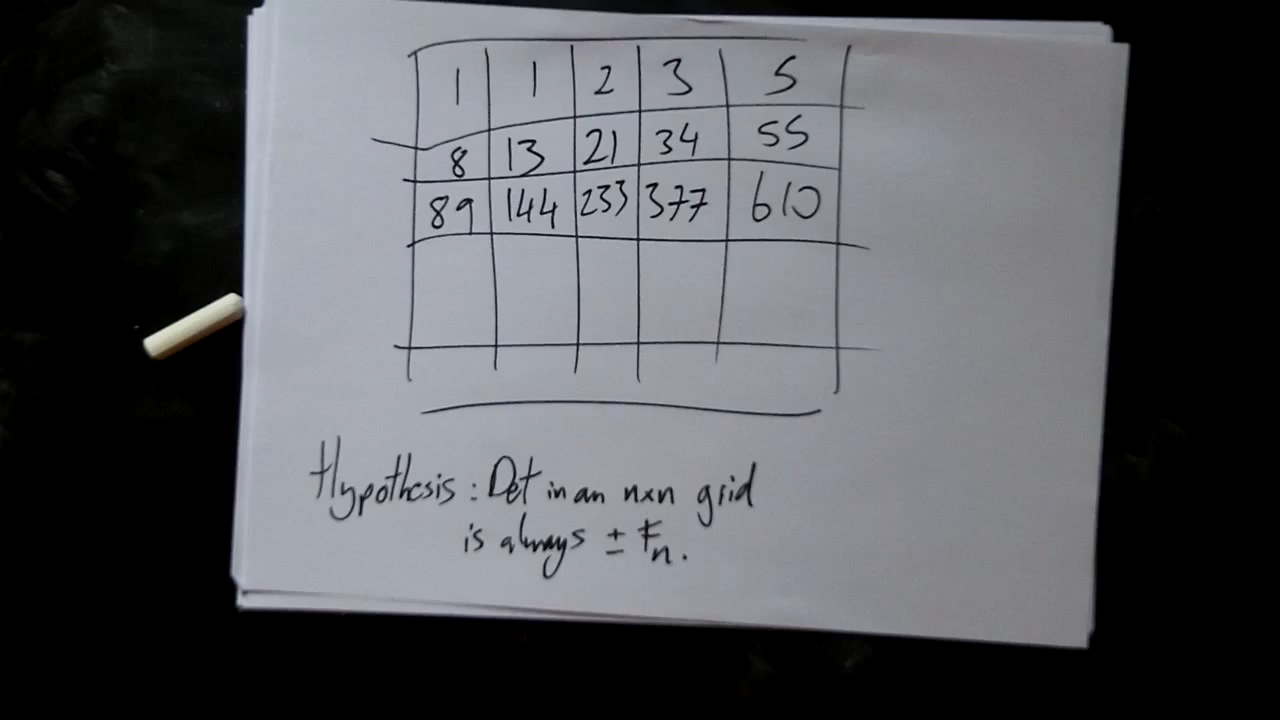 1 1 2 3 5
8 13 21 34 55
89 144 233 377 610
Hypothesis: Det in an n×n grid
is always ± Fn.